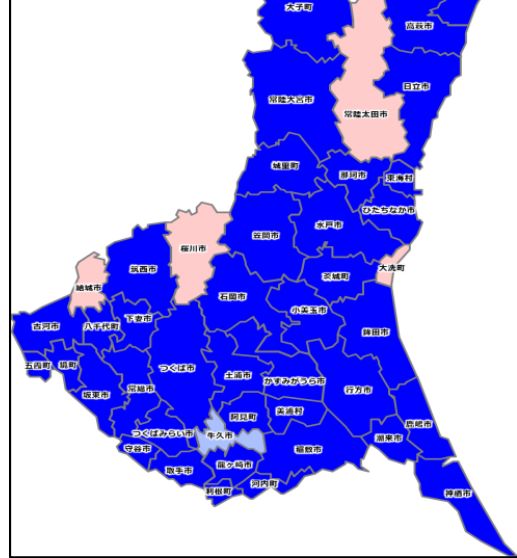 大子町
高萩市
日立市
常陸大宮市
常陸太田市
城里町
那珂市
東海村
ひたちなか市
水戸市
笠間市
桜川市
大洗町
茨城町
筑西市
結城市
石岡市
小美玉市
鉾田市
古河市
八千代町
下妻市
五霞町
境町
つくば市
土浦市
かすみがうら市
行方市
坂東市
常総市
阿見町
美浦村
鹿嶋市
つくばみらい市
牛久市
潮来市
守谷市
稲敷市
取手市
龍ケ崎市
河内町
利根町
神栖市